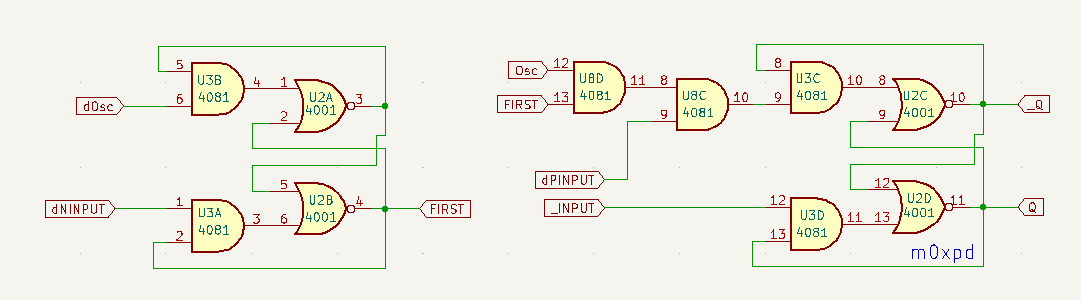 5
U3B
4081
4
6
dOsc
1
U2A
4001
3
2
5
U2B
4001
4
6
dNINPUT
1
U3A
4081
3
2
FIRST
Osc
12
U8D
4081
11
FIRST
13
8
U8C
4081
10
9
dPINPUT
8
U3C
4081
10
9
8
U2C
4001
10
9
_Q
_INPUT
12
U3D
4081
11
13
12
U2D
4001
11
13
Q
m0xpd